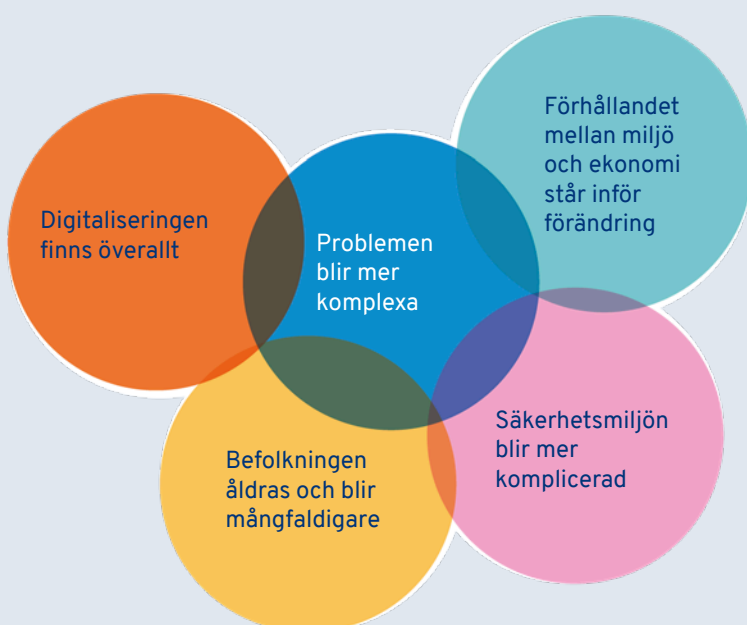 Digitaliseringen
finns överallt
Problemen
blir mer
komplexa
Förhållandet
mellan miljö
och ekonomi
står inför
förändring
Befolkningen
åldras och blir
mångfaldigare
Säkerhetsmiljön
blir mer
komplicerad